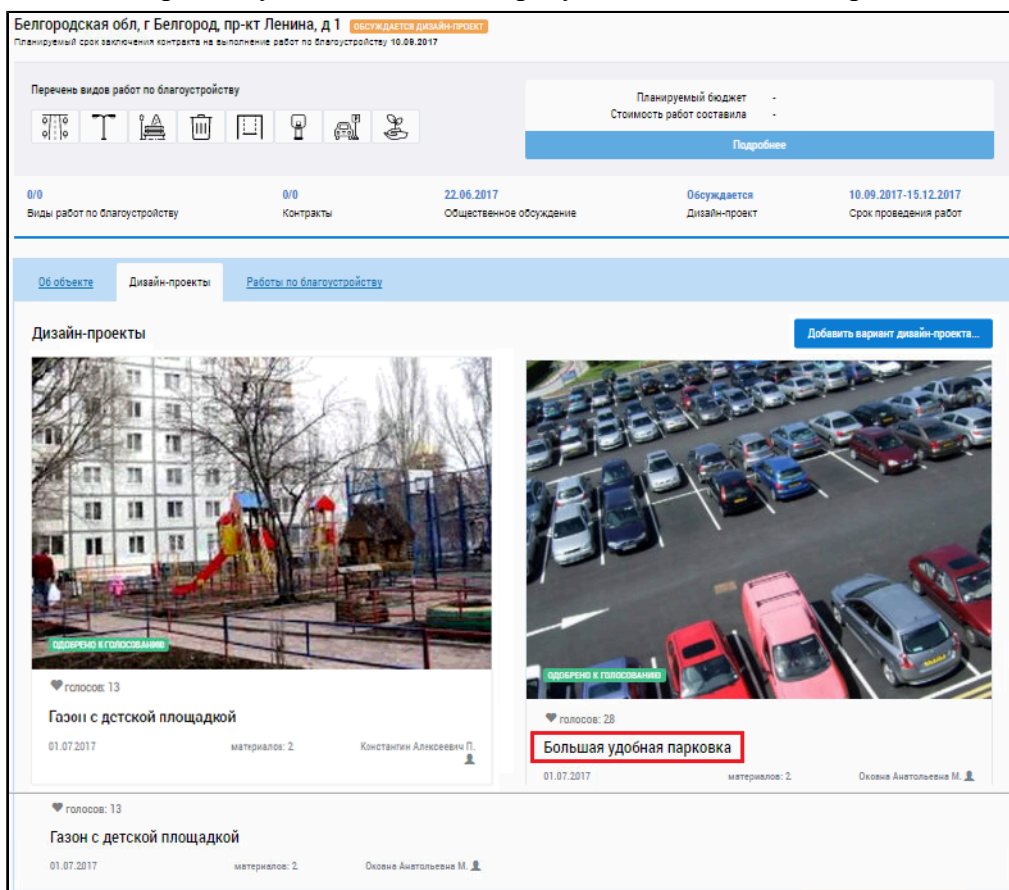 Белгородская обл, г Белгород, пр-кт Ленина, д 1 ОБСУЖДАЕТСЯ ДИЗАЙН-ПРОЕКТ
Планируемый срок заключения контракта на выполнение работ по благоустройству 10.09.2017
Перечень видов работ по благоустройству
Планируемый бюджет -
Стоимость работ составила -
Подробнее
0/0 0/0 22.06.2017 Обсуждается 10.09.2017-15.12.2017
Виды работ по благоустройству Контракты Общественное обсуждение Дизайн-проект Срок проведения работ
Об объекте Дизайн-проекты Работы по благоустройству
Дизайн-проекты Добавить вариант дизайн-проекта...
ОДОБРЕНО К ГОЛОСОВАНИЮ
голосов: 13
Газон с детской площадкой
01.07.2017 материалов: 2 Константин Алексеевич П.
ОДОБРЕНО К ГОЛОСОВАНИЮ
голосов: 28
Большая удобная парковка
01.07.2017 материалов: 2 Оковна Анатольевна М.
голосов: 13
Газон с детской площадкой
01.07.2017 материалов: 2 Оковна Анатольевна М.